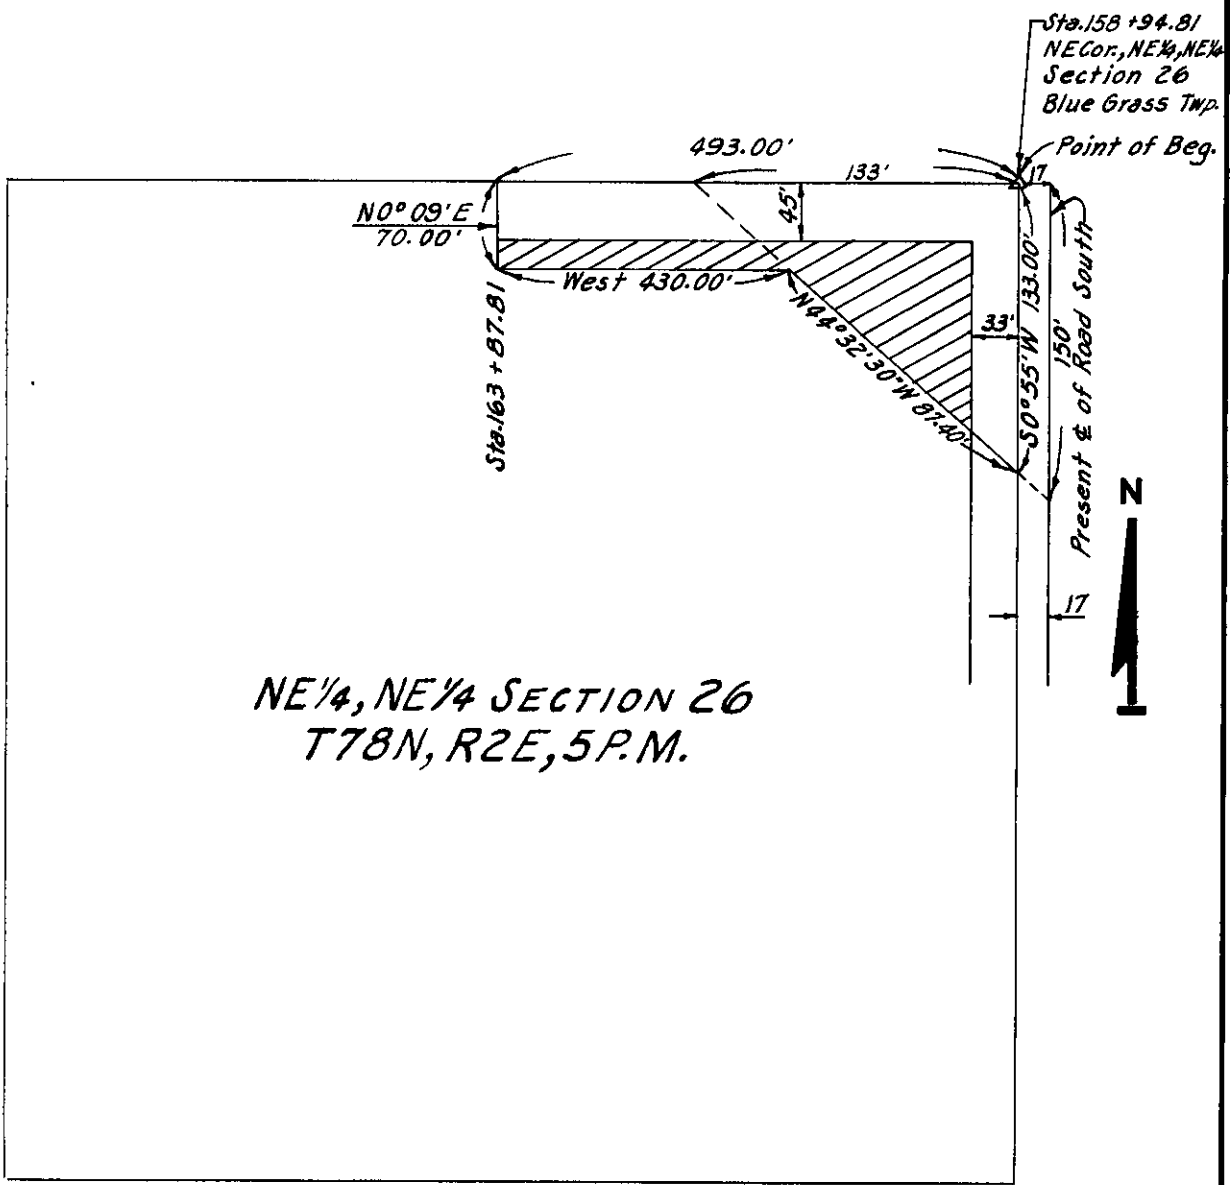 Sta.158 +94.81
NE Cor., NE¼, NE¼
Section 26
Blue Grass Twp.
Point of Beg.
493.00'
133'
17
45'
N0°09'E
70.00'
West 430.00'
Sta.163 + 87.81
N44°32'30"W 87.40'
33'
S0°55'W 133.00'
150'
Present ℄ of Road South
N
17
NE¼, NE¼ SECTION 26
T78N, R2E, 5P.M.